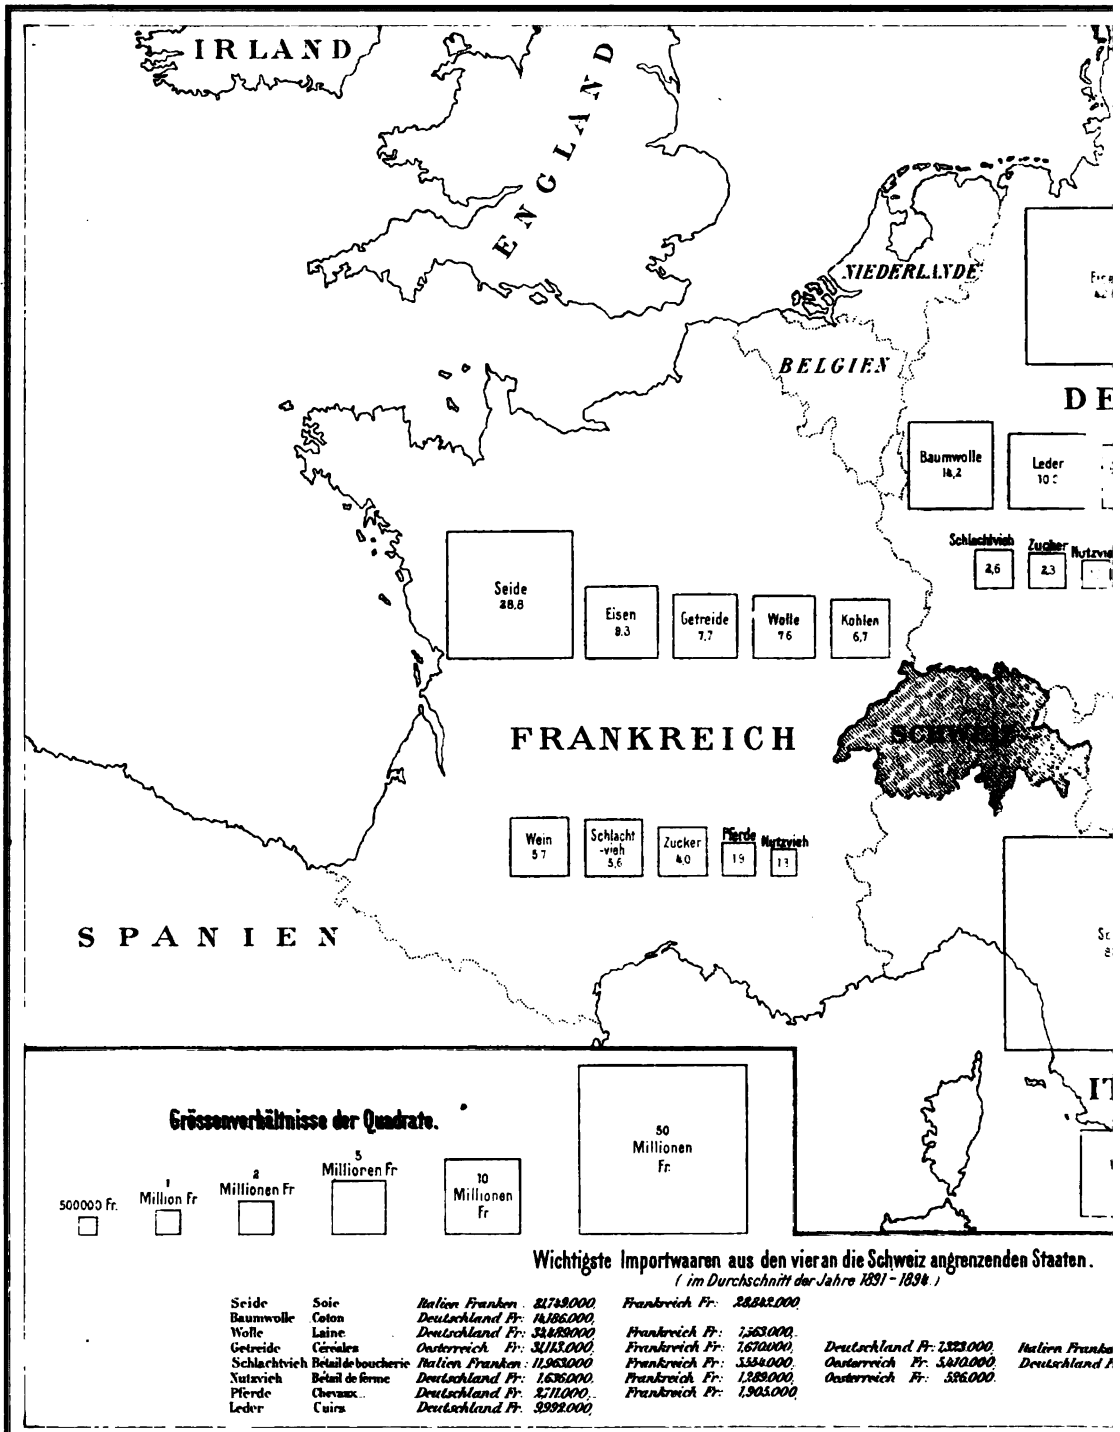 IRLAND
ENGLAND
NIEDERLANDE
BELGIEN
DE
Baumwolle
14,2
Leder
Schlachtvieh
2,6
Zucker
2,3
Nutzvieh
Seide
28,8
Eisen
9.3
Getreide
7,7
Wolle
7 6
Kohlen
6,7
FRANKREICH
SCHWEIZ
Wein
5 7
Schlacht
-vieh
5,6
Zucker
4,0
Pferde
1 9
Nutzvieh
1 3
SPANIEN
IT
Grössenverhältnisse der Quadrate.
500000 Fr.
1
Million Fr
2
Millionen Fr
5
Millionen Fr
10
Millionen
Fr
50
Millionen
Fr.
Wichtigste Importwaaren aus den vier an die Schweiz angrenzenden Staaten.
( im Durchschnitt der Jahre 1891 - 1894.)
Seide Soie Italien Franken : 81,749.000, Frankreich Fr: 28,842.000
Baumwolle Coton Deutschland Fr: 14,186.000,
Wolle Laine Deutschland Fr: Frankreich Fr: 7,563.000,
Getreide Céréales Oesterreich Fr: 31,113.000, Frankreich Fr: 7,670.000, Deutschland Fr: Italien Franke
Schlachtvieh Bétail de boucherie Italien Franken: 11,963.000 Frankreich Fr: 5,554.000, Oesterreich Fr: 5,410.000, Deutschland F
Nutzvieh Bétail de ferme Deutschland Fr: 1,636.000, Frankreich Fr: 1,289.000, Oesterreich Fr: 526.000.
Pferde Chevaux Deutschland Fr. 2,711.000, Frankreich Fr: 1,905.000,
Leder Cuirs Deutschland Fr. 9,992.000,